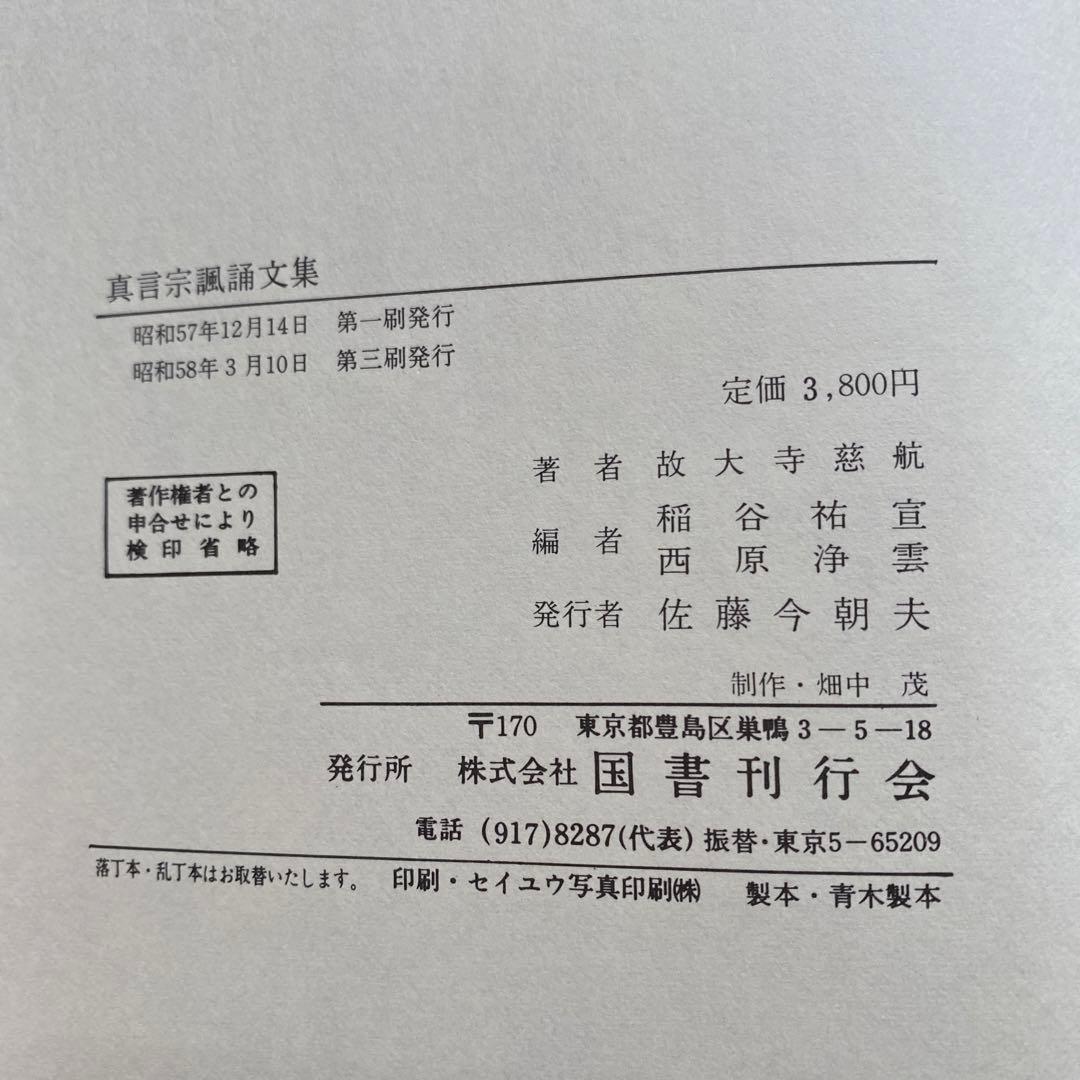 真言宗諷誦文集
昭和57年12月14日 第一刷発行
昭和58年3月10日 第三刷発行
定価 3,800円
著作権者との
申合せにより
検印省略
著者 故大寺慈航
編者 稲谷祐宣
西原浄雲
発行者 佐藤今朝夫
制作・畑中 茂
〒170 東京都豊島区巣鴨3―5―18
発行所 株式会社 国書刊行会
電話 (917)8287(代表) 振替・東京5−65209
落丁本・乱丁本はお取替いたします。 印刷・セイユウ写真印刷㈱ 製本・青木製本